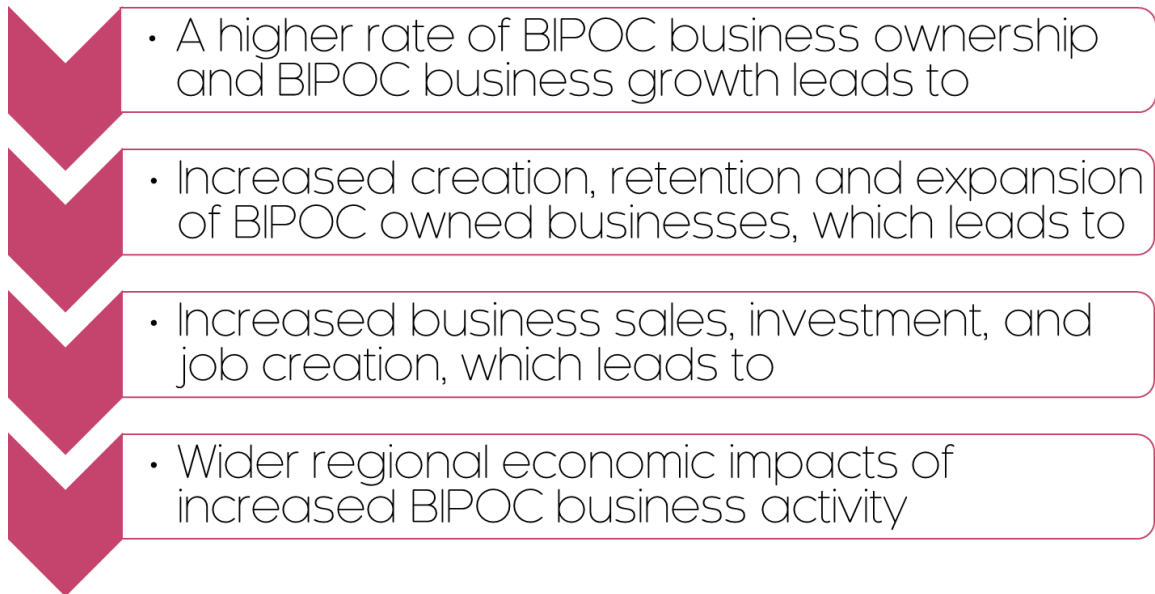 • A higher rate of BIPOC business ownership
and BIPOC business growth leads to
• Increased creation, retention and expansion
of BIPOC owned businesses, which leads to
• Increased business sales, investment, and
job creation, which leads to
• Wider regional economic impacts of
increased BIPOC business activity